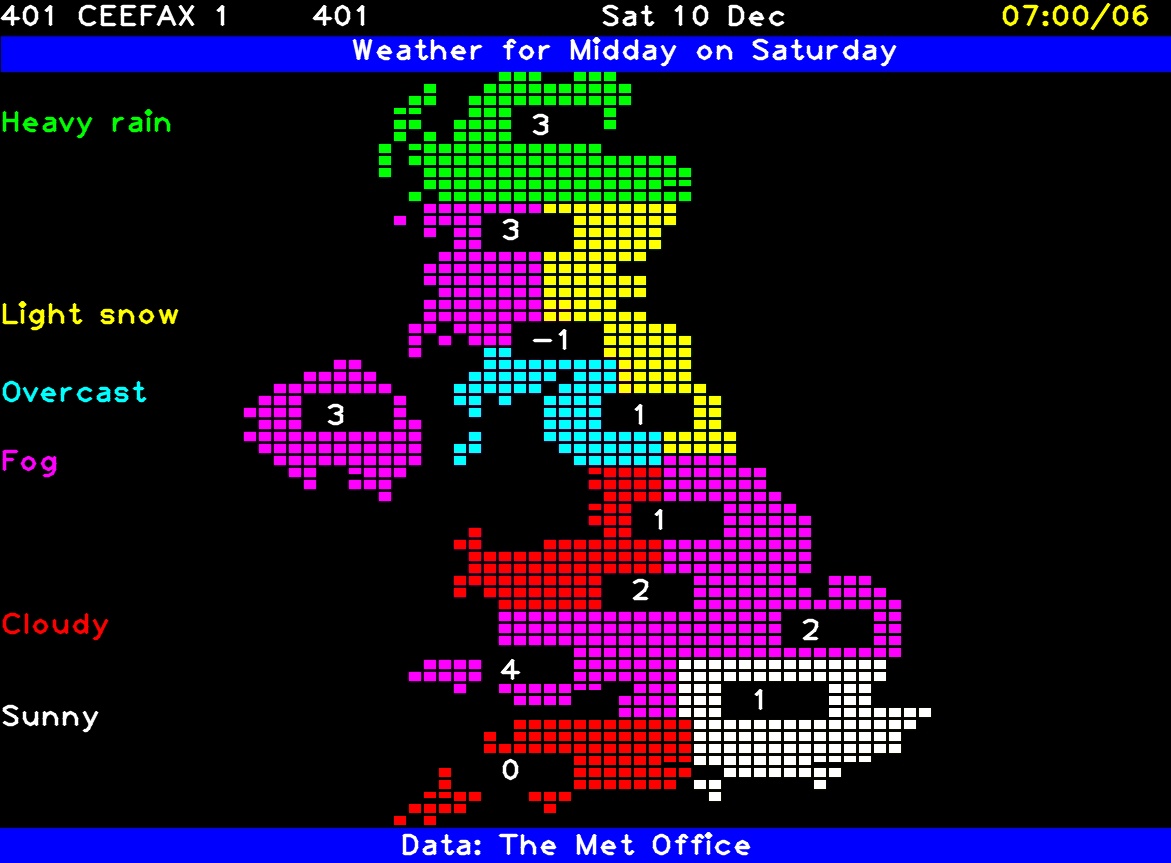 401 CEEFAX 1 401 Sat 10 Dec 07:00/06
Weather for Midday on Saturday
Heavy rain
3
3
Light snow
-1
Overcast
3 1
Fog
1
2
Cloudy
2
4
1
Sunny
0
Data: The Met Office